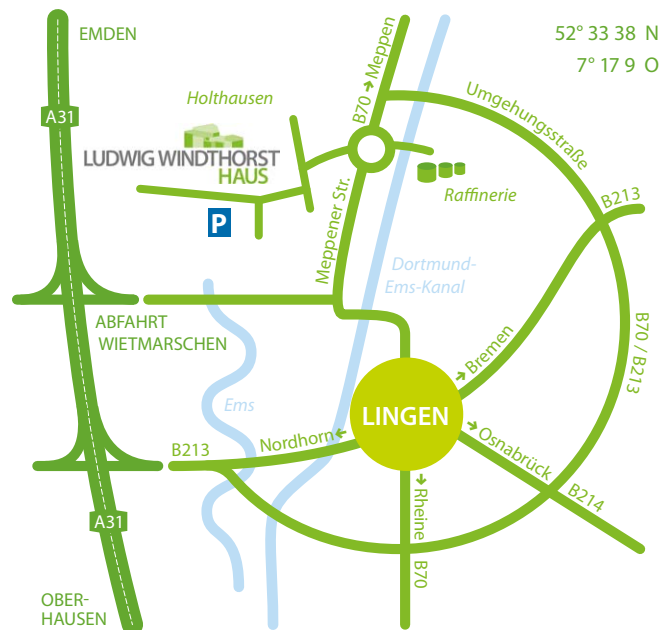 EMDEN
52° 33 38 N
7° 17 9 O
A31
Holthausen
B70 → Meppen
Umgehungsstraße
LUDWIG WINDTHORST
HAUS
Raffinerie
B213
P
Meppener Str.
Dortmund-
Ems-Kanal
ABFAHRT
WIETMARSCHEN
B70 / B213
→ Bremen
Ems
LINGEN
Nordhorn ←
B213
→ Osnabrück
B214
→ Rheine
B70
A31
OBER-
HAUSEN